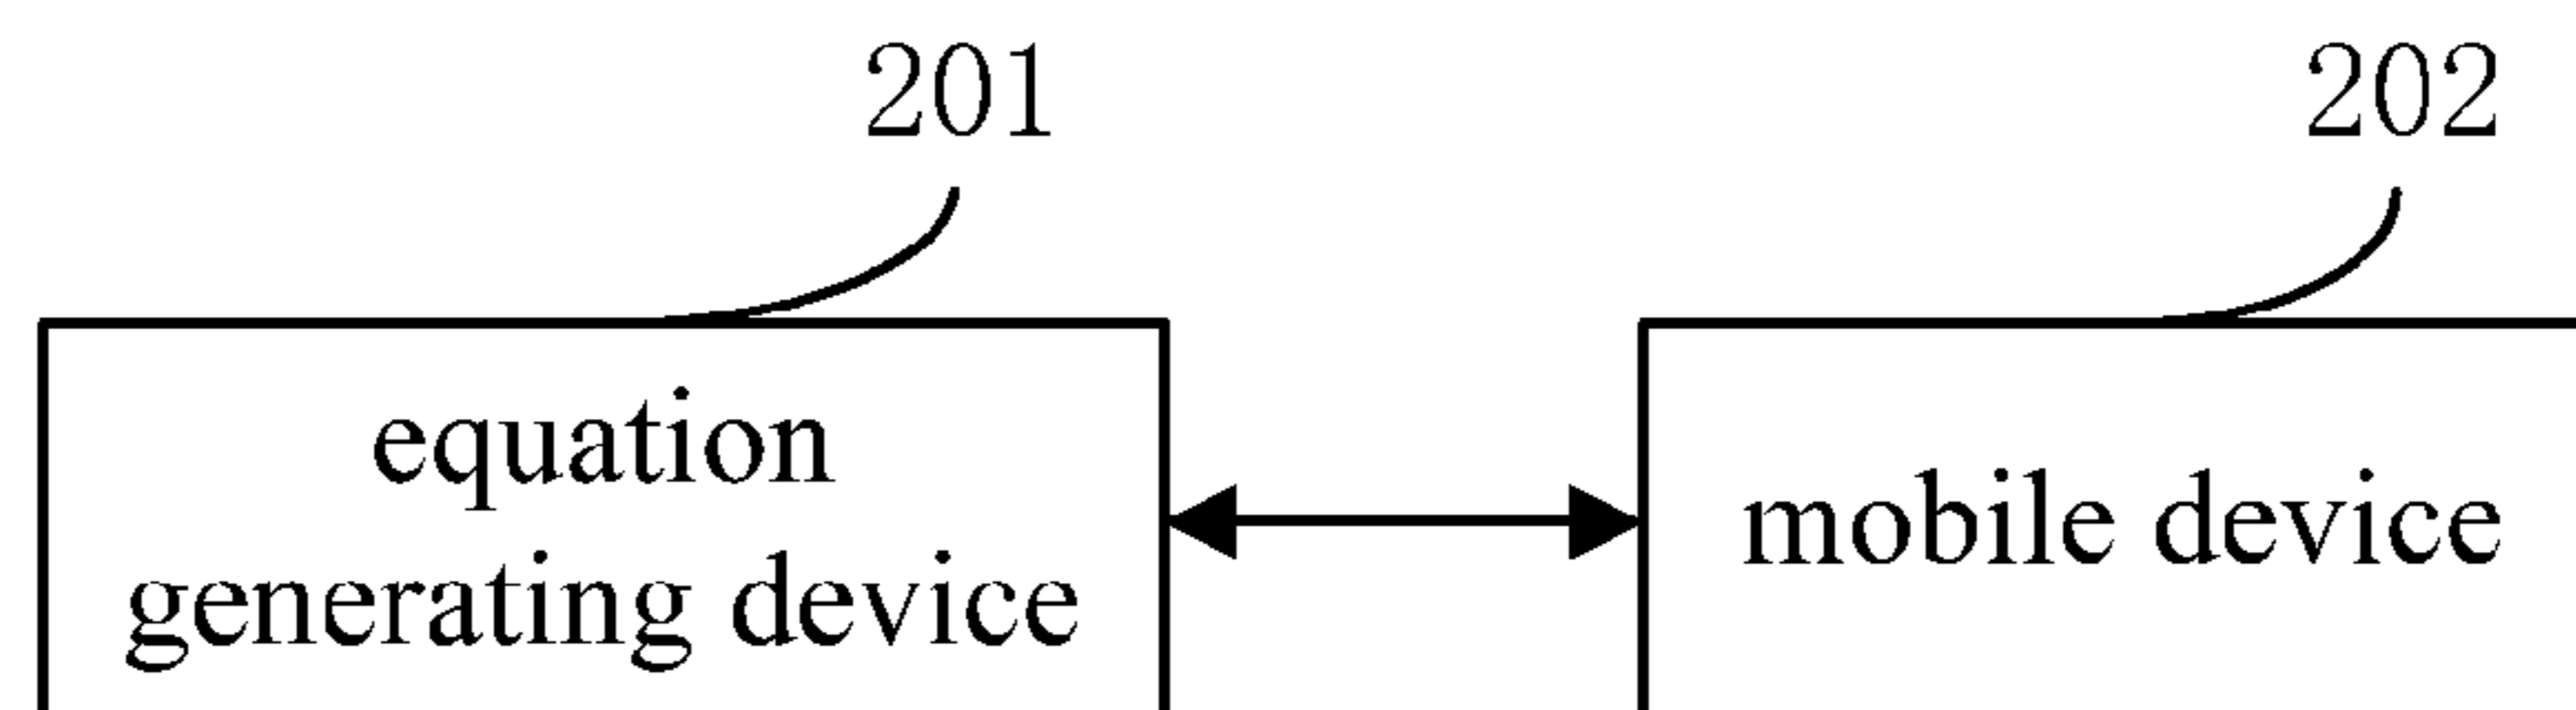 201
202
equation
generating device
mobile device